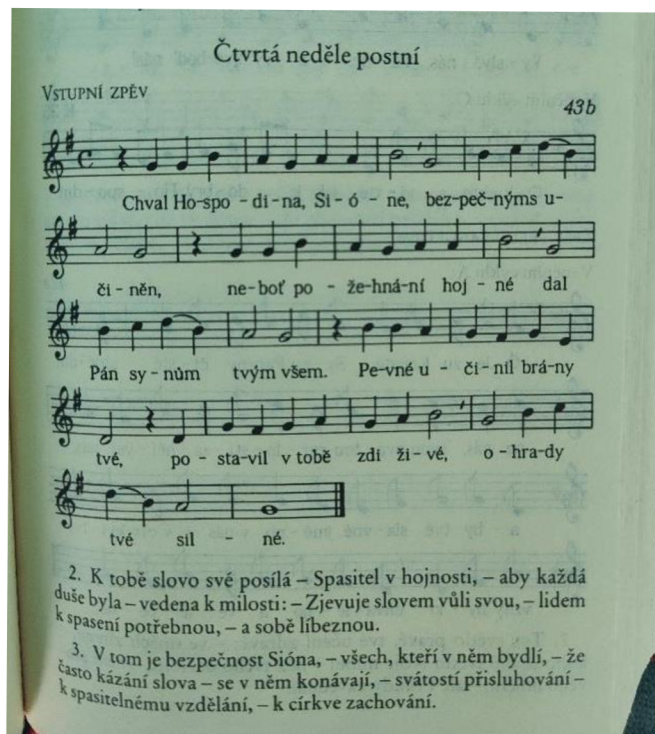 Čtvrtá neděle postní
VSTUPNÍ ZPĚV
43b
Chval Ho-spo - di-na, Si - ó - ne, bez-peč-nýms u-
či - něn, ne-boť po - že-hná-ní hoj - né dal
Pán sy - nům tvým všem. Pe-vné u - či-nil brá-ny
tvé, po - sta-vil v tobě zdi ži-vé, o-hra-dy
tvé sil - né.
2. K tobě slovo své posílá – Spasitel v hojnosti, – aby každá
duše byla – vedena k milosti: – Zjevuje slovem vůli svou, – lidem
k spasení potřebnou, – a sobě líbeznou.
3. V tom je bezpečnost Sióna, – všech, kteří v něm bydlí, – že
často kázání slova – se v něm konávají, – svátostí přisluhování –
k spasitelnému vzdělání, – k církve zachování.